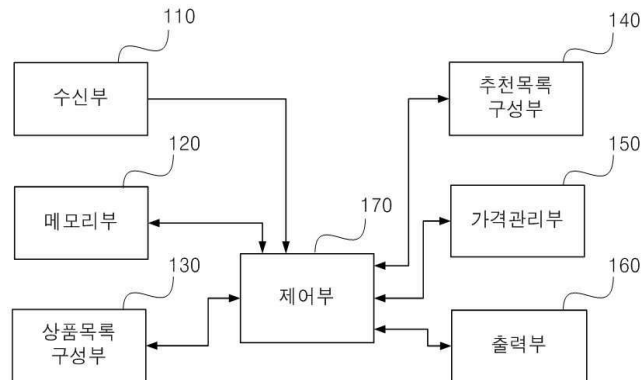 110
수신부
120
메모리부
130
상품목록
구성부
140
추천목록
구성부
150
가격관리부
160
출력부
170
제어부